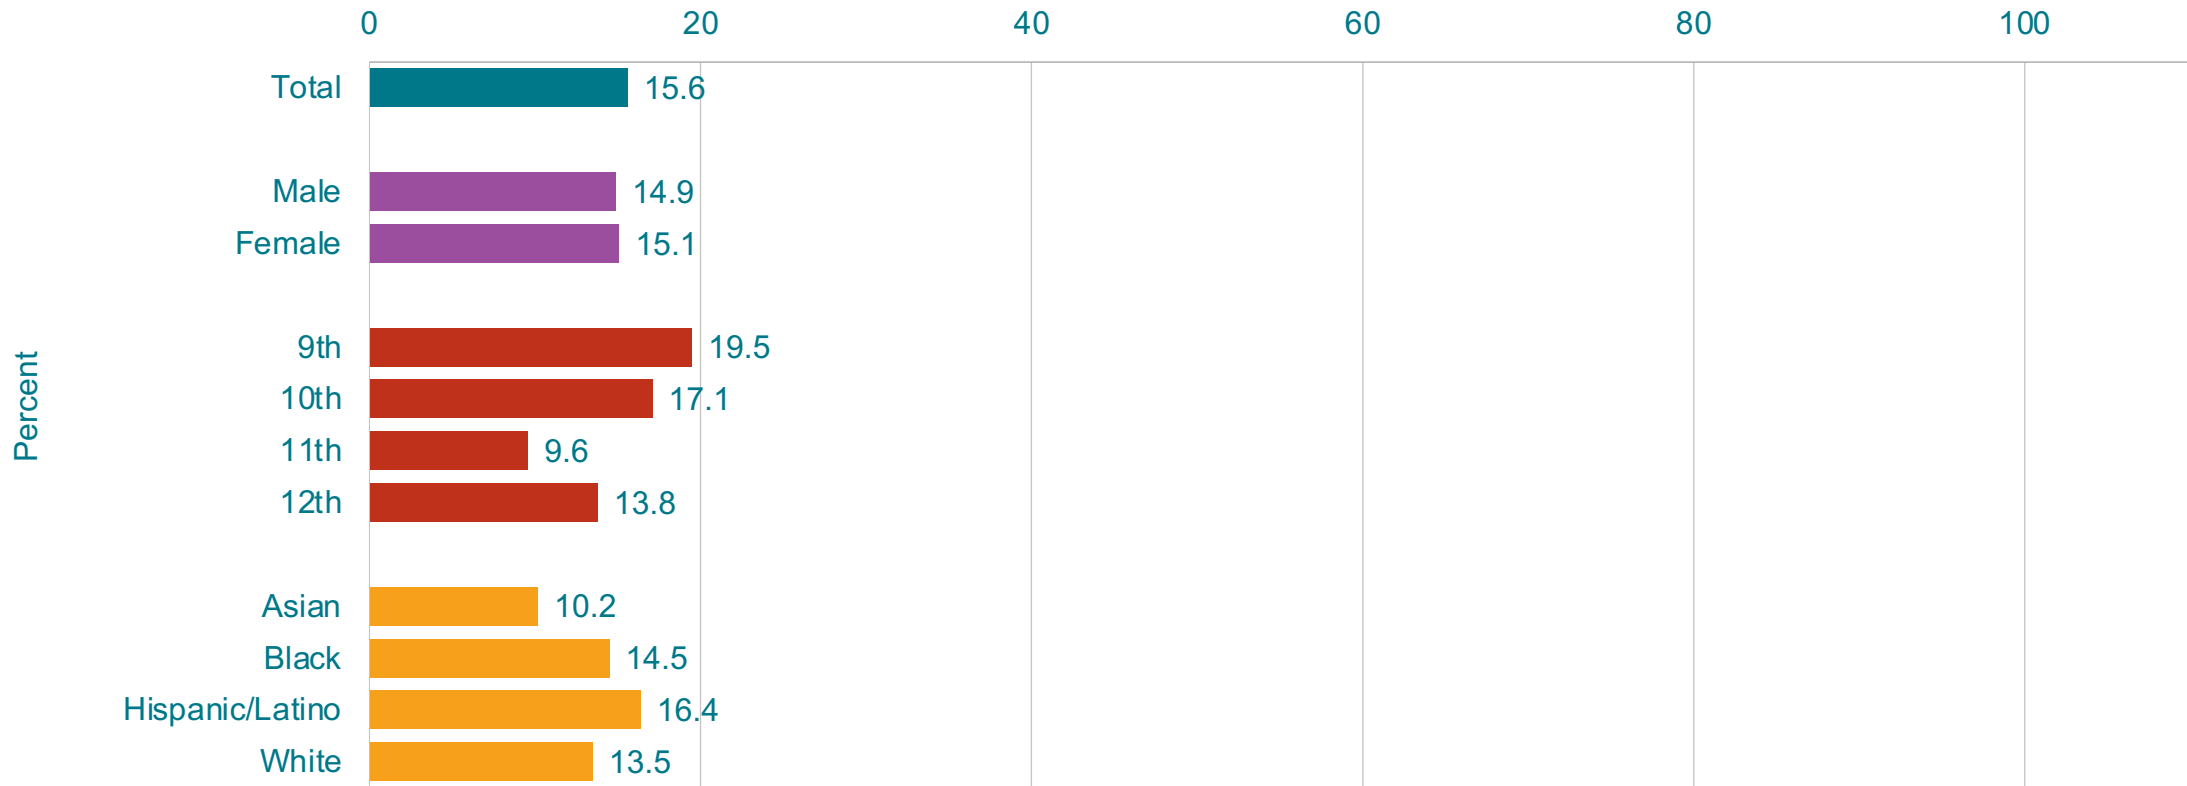 0 20 40 60 80 100
Total 15.6
Male 14.9
Female 15.1
9th 19.5
10th 17.1
11th 9.6
12th 13.8
Asian 10.2
Black 14.5
Hispanic/Latino 16.4
White 13.5
Percent